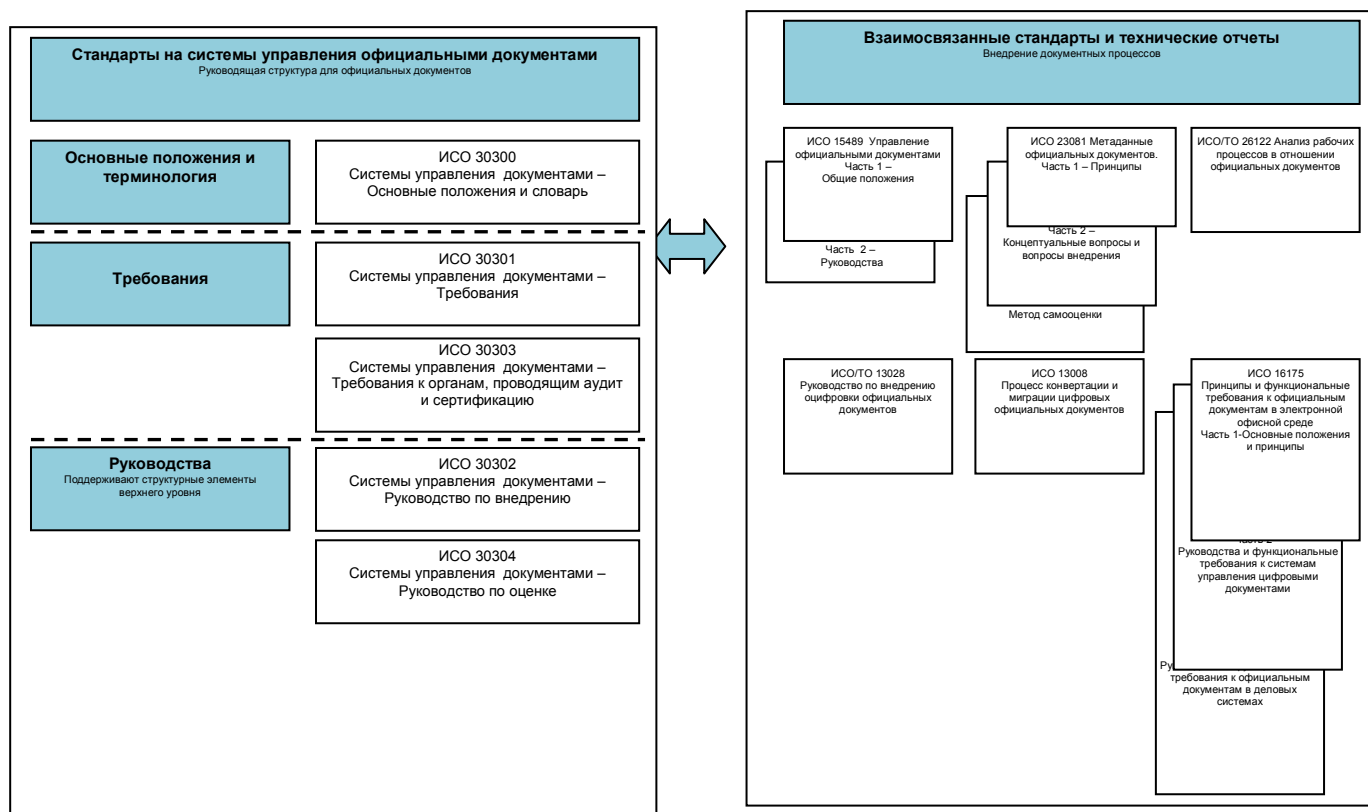 Стандарты на системы управления официальными документами
Руководящая структура для официальных документов
Основные положения и
терминология
ИСО 30300
Системы управления документами –
Основные положения и словарь
Требования
ИСО 30301
Системы управления документами –
Требования
ИСО 30303
Системы управления документами –
Требования к органам, проводящим аудит
и сертификацию
Руководства
Поддерживают структурные элементы
верхнего уровня
ИСО 30302
Системы управления документами –
Руководство по внедрению
ИСО 30304
Системы управления документами –
Руководство по оценке
Взаимосвязанные стандарты и технические отчеты
Внедрение документных процессов
ИСО 15489 Управление
официальными документами
Часть 1 –
Общие положения
Часть 2 –
Руководства
ИСО 23081 Метаданные
официальных документов.
Часть 1 – Принципы
Часть 2 –
Концептуальные вопросы и
вопросы внедрения
Метод самооценки
ИСО/ТО 26122 Анализ рабочих
процессов в отношении
официальных документов
ИСО/ТО 13028
Руководство по внедрению
оцифровки официальных
документов
ИСО 13008
Процесс конвертации и
миграции цифровых
официальных документов
ИСО 16175
Принципы и функциональные
требования к официальным
документам в электронной
офисной среде
Часть 1-Основные положения
и принципы
Руководства и функциональные
требования к системам
управления цифровыми
документами
требования к официальным
документам в деловых
системах